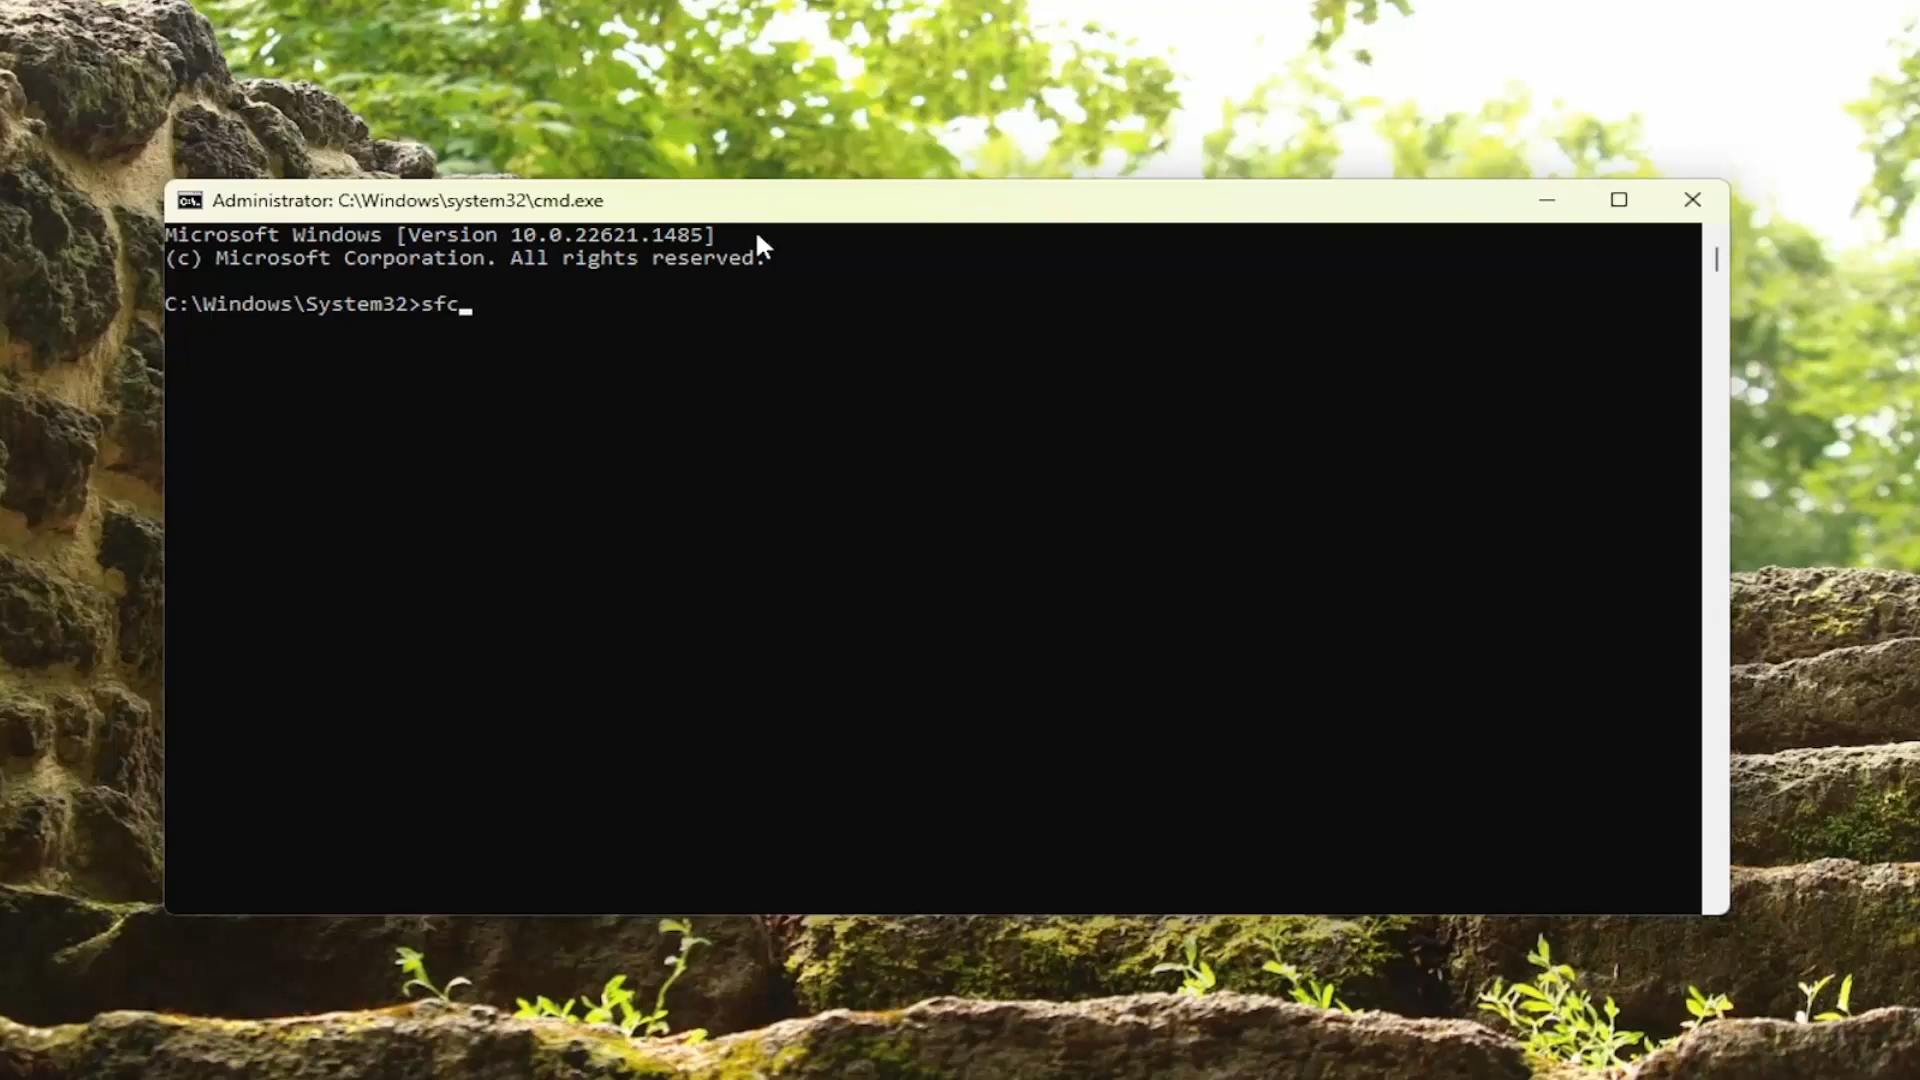 Administrator: C:\Windows\system32\cmd.exe
Microsoft Windows [Version 10.0.22621.1485]
(c) Microsoft Corporation. All rights reserved.
C:\Windows\System32>sfc